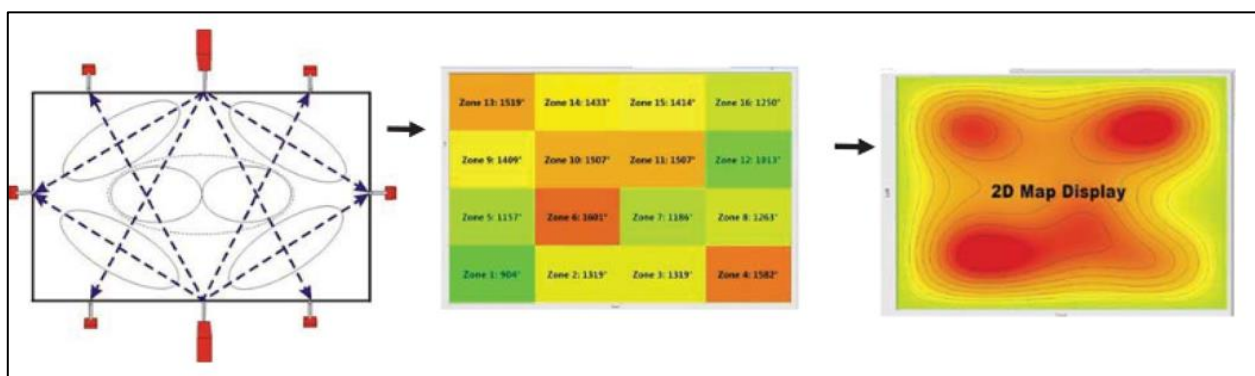 Zone 13: 1519°
Zone 14: 1433°
Zone 15: 1414°
Zone 16: 1250°
Zone 9: 1409°
Zone 10: 1507°
Zone 11: 1507°
Zone 12: 1013°
Zone 5: 1157°
Zone 6: 1601°
Zone 7: 1186°
Zone 8: 1263°
Zone 1: 904°
Zone 2: 1319°
Zone 3: 1319°
Zone 4: 1582°
2D Map Display